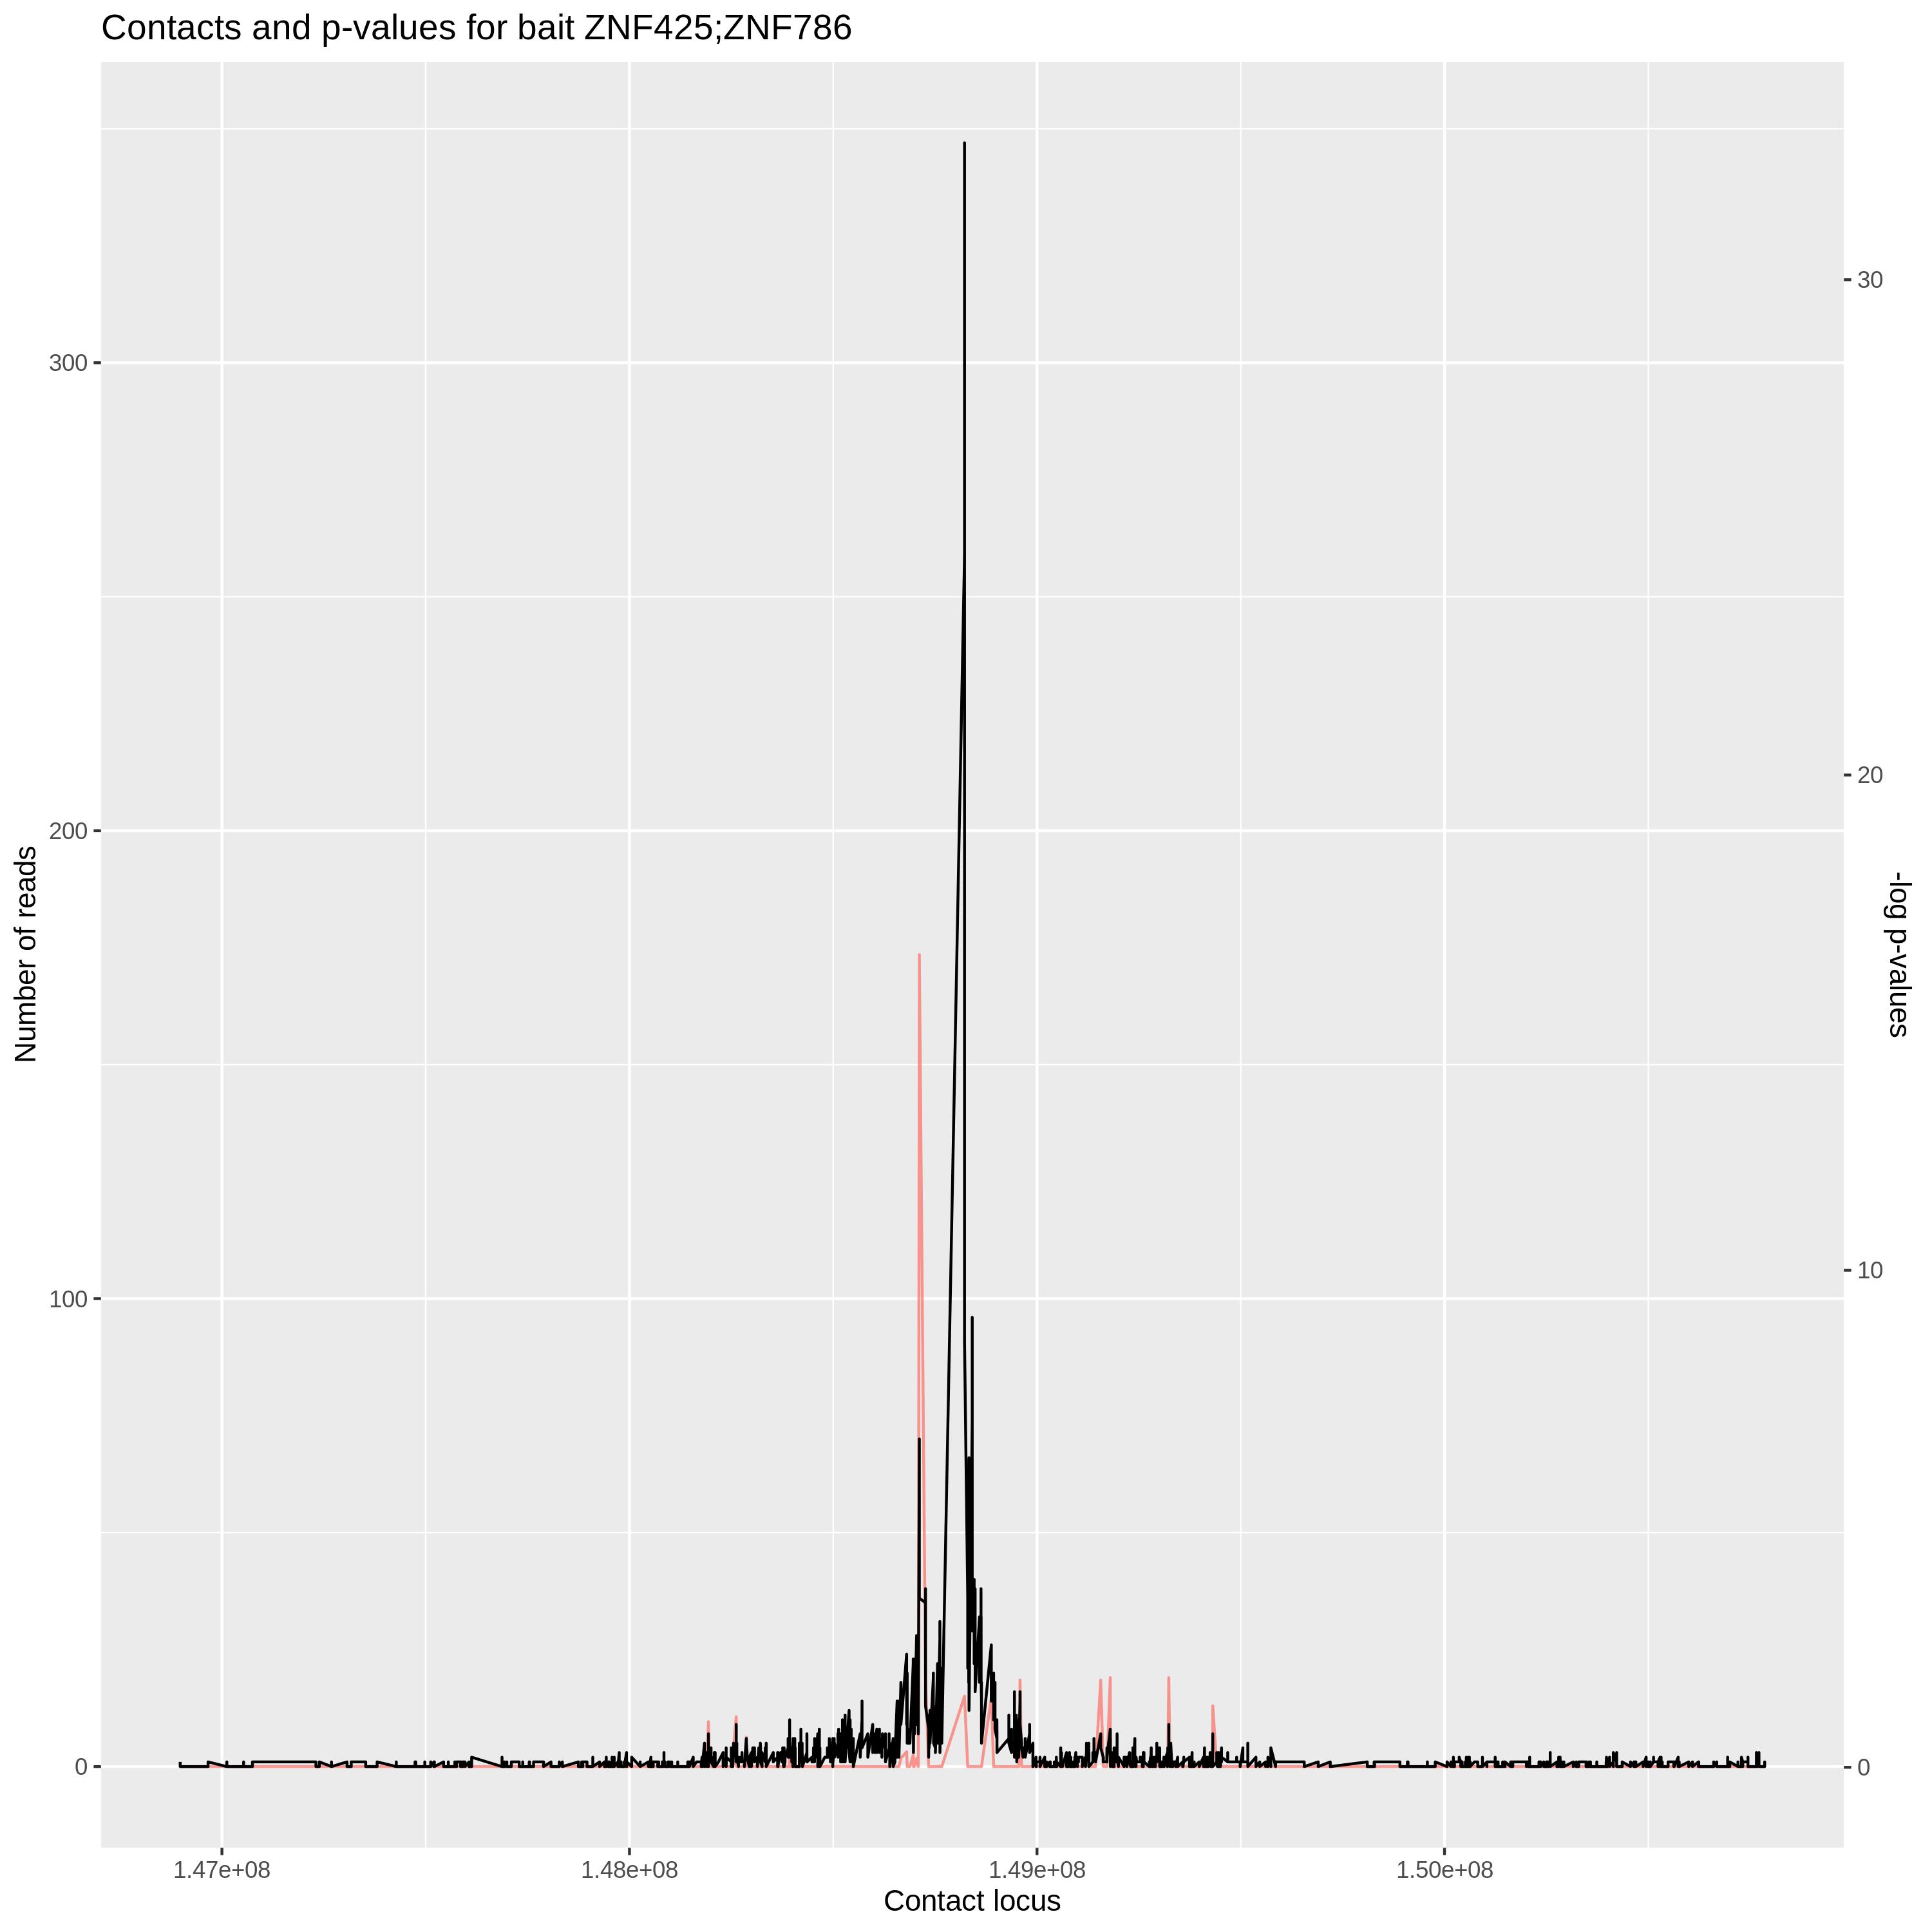 Contacts and p-values for bait ZNF425;ZNF786
300
200
100
0
Number of reads
30
20
10
0
-log p-values
1.47e+08
1.48e+08
1.49e+08
1.50e+08
Contact locus